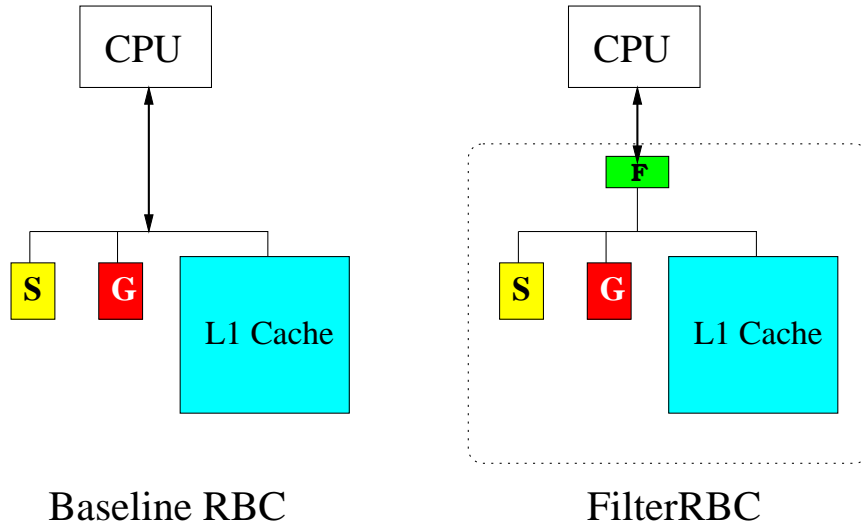 CPU
CPU
F
S
G
L1 Cache
S
G
L1 Cache
Baseline RBC
FilterRBC